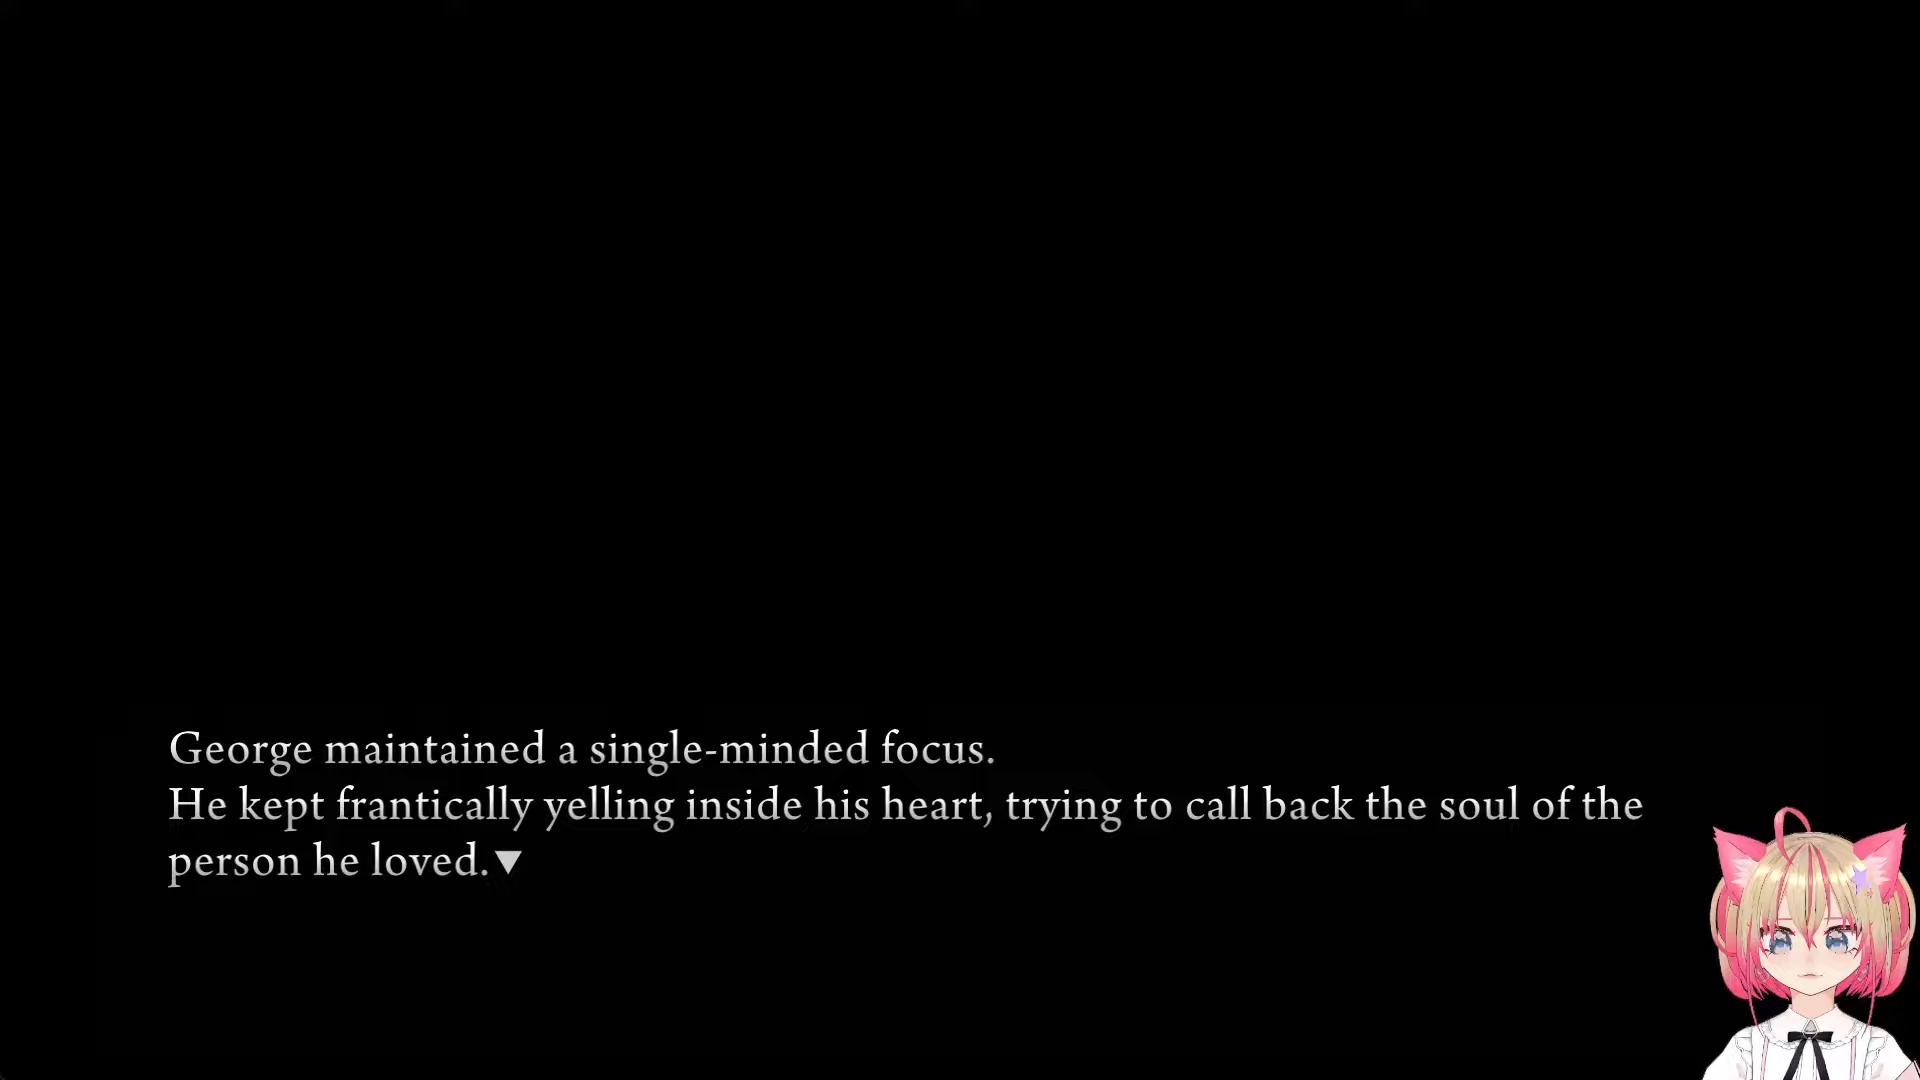 George maintained a single-minded focus.
He kept frantically yelling inside his heart, trying to call back the soul of the
person he loved.▼